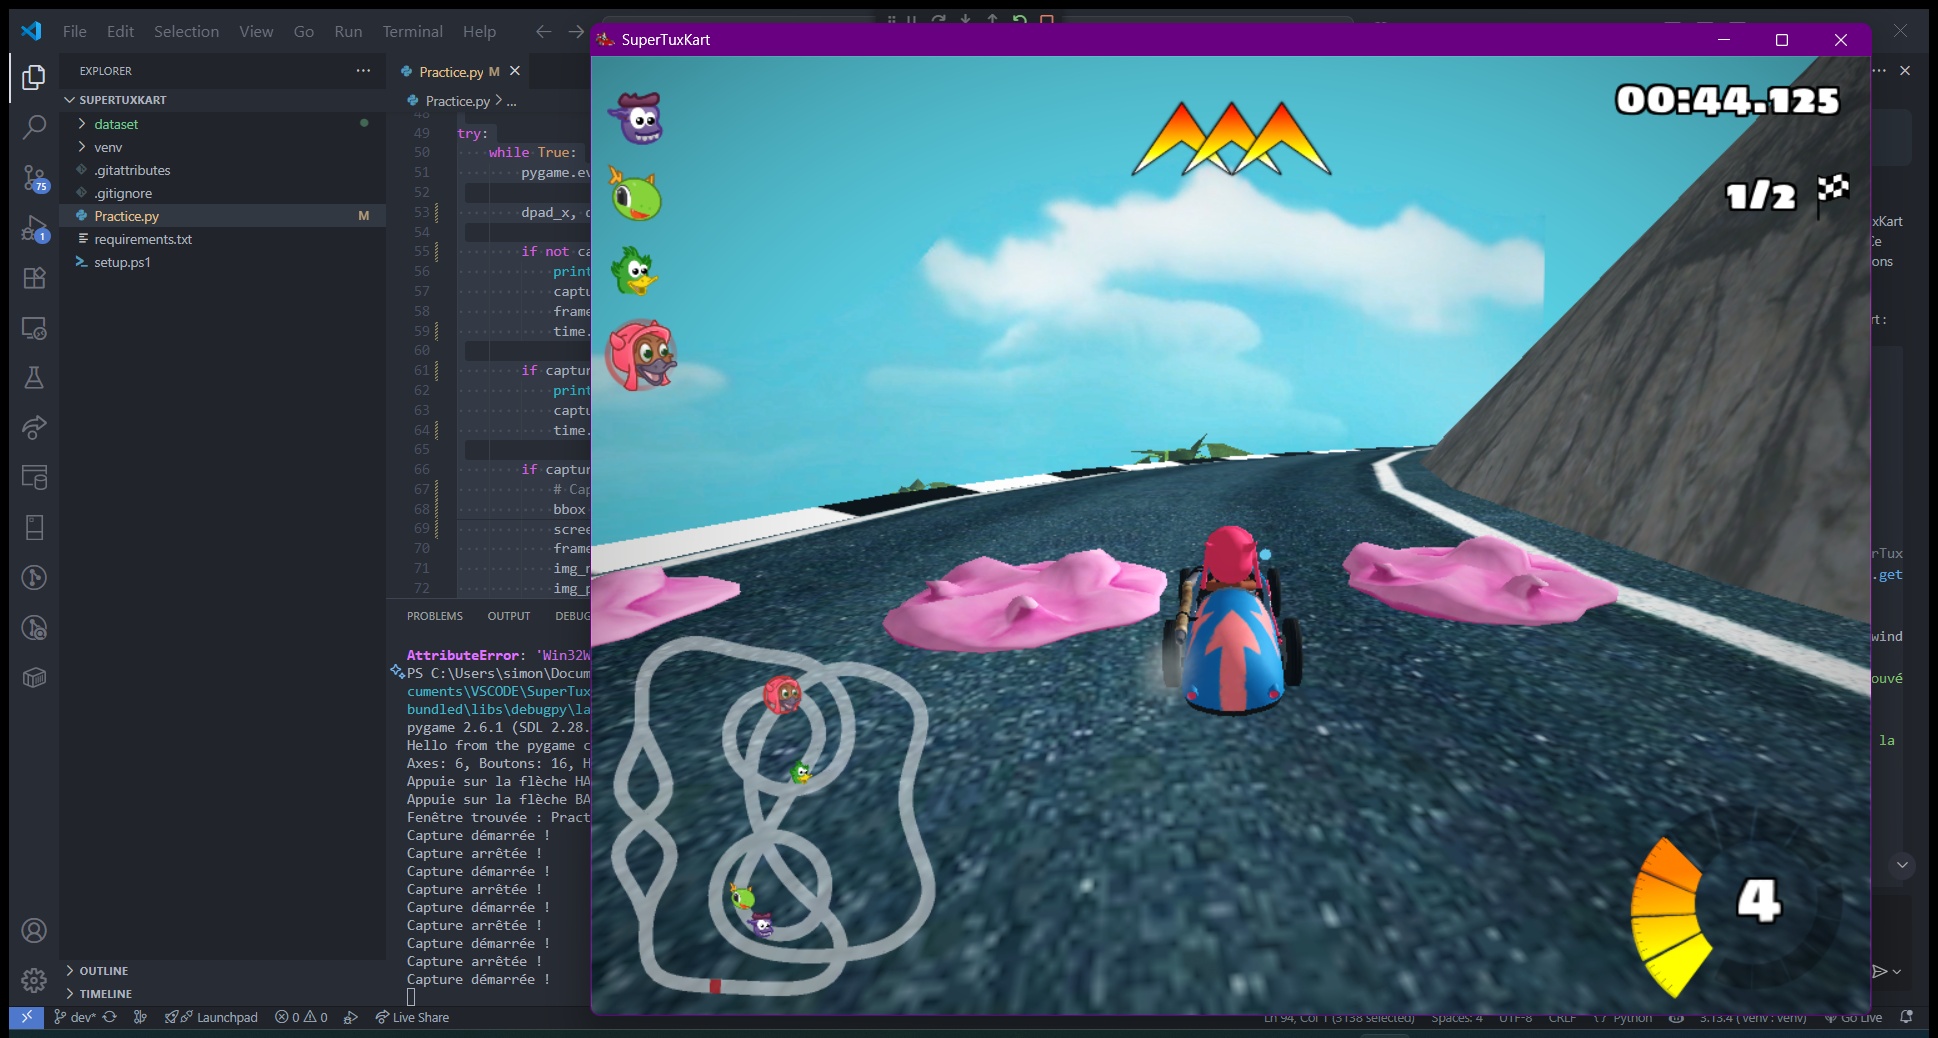 File Edit Selection View Go Run Terminal Help
SuperTuxKart
EXPLORER
SUPERTUXKART
dataset
venv
.gitattributes
.gitignore
Practice.py M
requirements.txt
setup.ps1
OUTLINE
TIMELINE
75
1
Practice.py M
Practice.py > ...
48
49 try:
50 while True:
51 pygame.ev
52
53 dpad_x, d
54
55 if not ca
56 print
57 captu
58 frame
59 time.
60
61 if captur
62 print
63 captu
64 time.
65
66 if captur
67 # Cap
68 bbox
69 scree
70 frame
71 img_r
72 img_p
PROBLEMS OUTPUT DEBUG
AttributeError: 'Win32W
PS C:\Users\simon\Docum
cuments\VSCODE\SuperTux
bundled\libs\debugpy\la
pygame 2.6.1 (SDL 2.28.
Hello from the pygame c
Axes: 6, Boutons: 16, H
Appuie sur la flèche HA
Appuie sur la flèche BA
Fenêtre trouvée : Pract
Capture démarrée !
Capture arrêtée !
Capture démarrée !
Capture arrêtée !
Capture démarrée !
Capture arrêtée !
Capture démarrée !
Capture arrêtée !
Capture démarrée !
00:44.125
1/2
4
uxKart
ons
rt:
rTux
.get
wind
ouvé
la
dev* Launchpad 0 0 Live Share
Ln 94, Col 1 (3138 selected) Spaces: 4 UTF-8 CRLF Python 3.13.4 ('venv': venv) Go Live